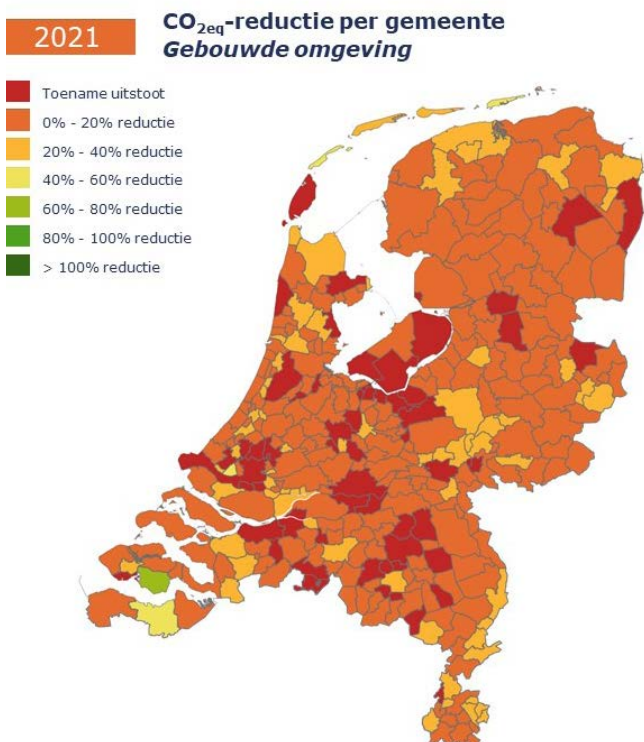 2021
CO₂eq-reductie per gemeente
Gebouwde omgeving
Toename uitstoot
0% - 20% reductie
20% - 40% reductie
40% - 60% reductie
60% - 80% reductie
80% - 100% reductie
> 100% reductie